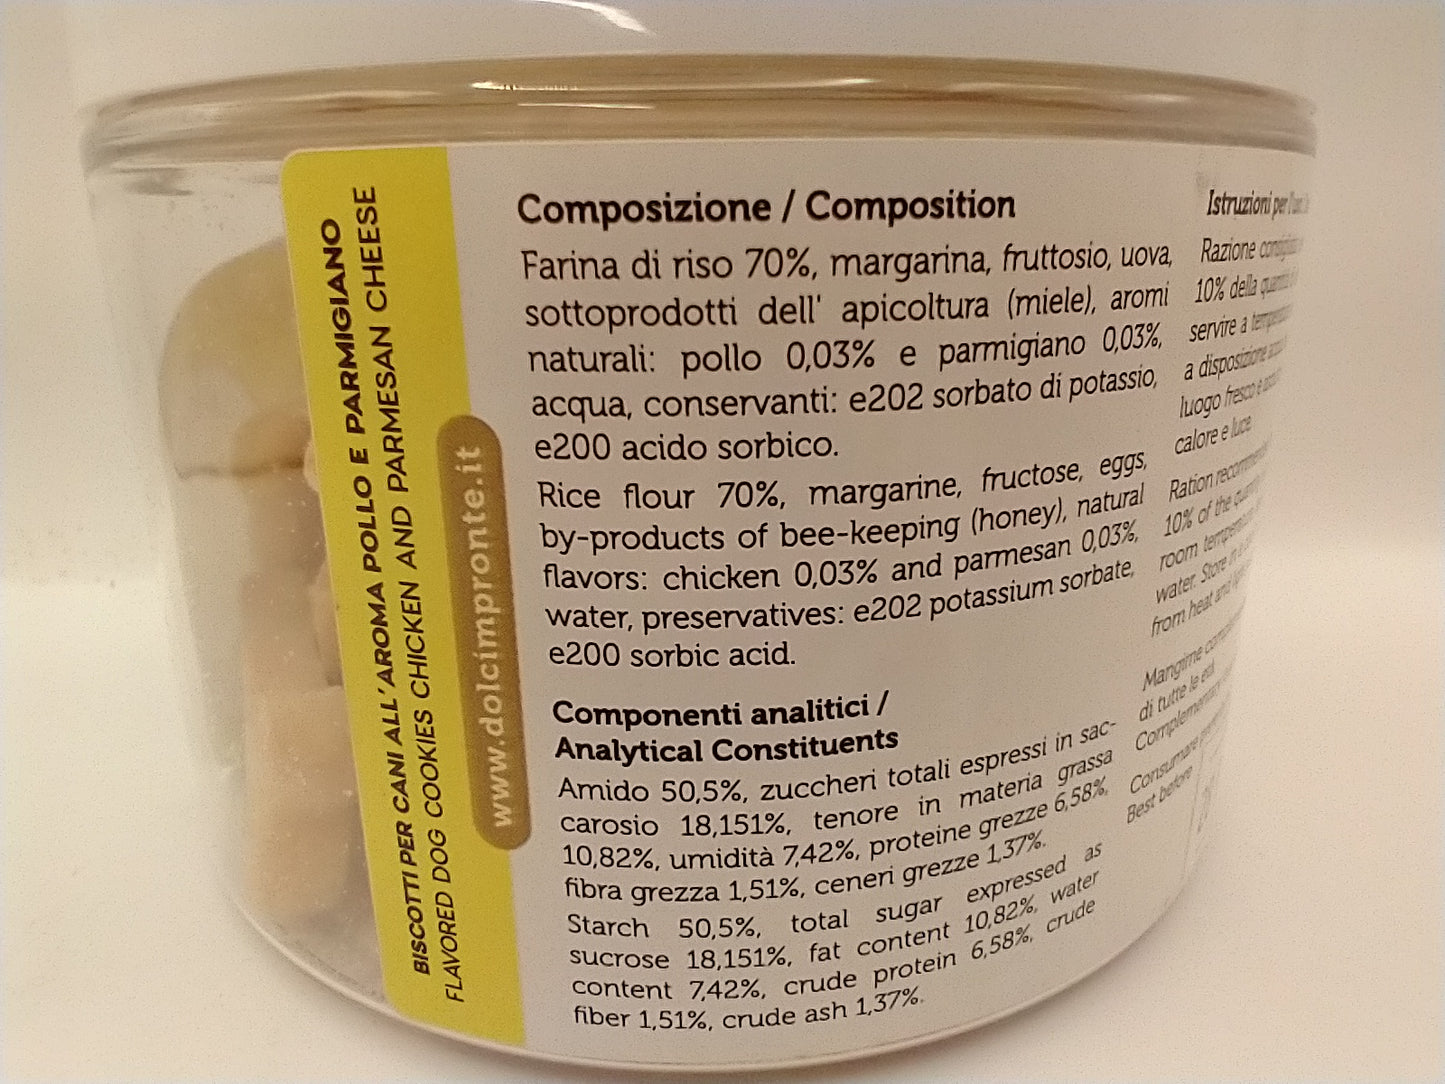 BISCOTTI PER CANI ALL'AROMA POLLO E PARMIGIANO
FLAVORED DOG COOKIES CHICKEN AND PARMESAN CHEESE
www.dolcimpronte.it
Composizione / Composition
Farina di riso 70%, margarina, fruttosio, uova,
sottoprodotti dell' apicoltura (miele), aromi
naturali: pollo 0,03% e parmigiano 0,03%,
acqua, conservanti: e202 sorbato di potassio,
e200 acido sorbico.
Rice flour 70%, margarine, fructose, eggs,
by-products of bee-keeping (honey), natural
flavors: chicken 0,03% and parmesan 0,03%,
water, preservatives: e202 potassium sorbate,
e200 sorbic acid.
Componenti analitici /
Analytical Constituents
Amido 50,5%, zuccheri totali espressi in sac-
carosio 18,151%, tenore in materia grassa
10,82%, umidità 7,42%, proteine grezze 6,58%,
fibra grezza 1,51%, ceneri grezze 1,37%.
Starch 50,5%, total sugar expressed as
sucrose 18,151%, fat content 10,82%, water
content 7,42%, crude protein 6,58%, crude
fiber 1,51%, crude ash 1,37%.
Istruzioni per
Razione
10% della
servire a
a disposizione
luogo fresco e
calore e luce
Ration
10% of the
room
water. Store in
from heat and
Mangime
di tutte le età
Complementary
Consumare
Best before